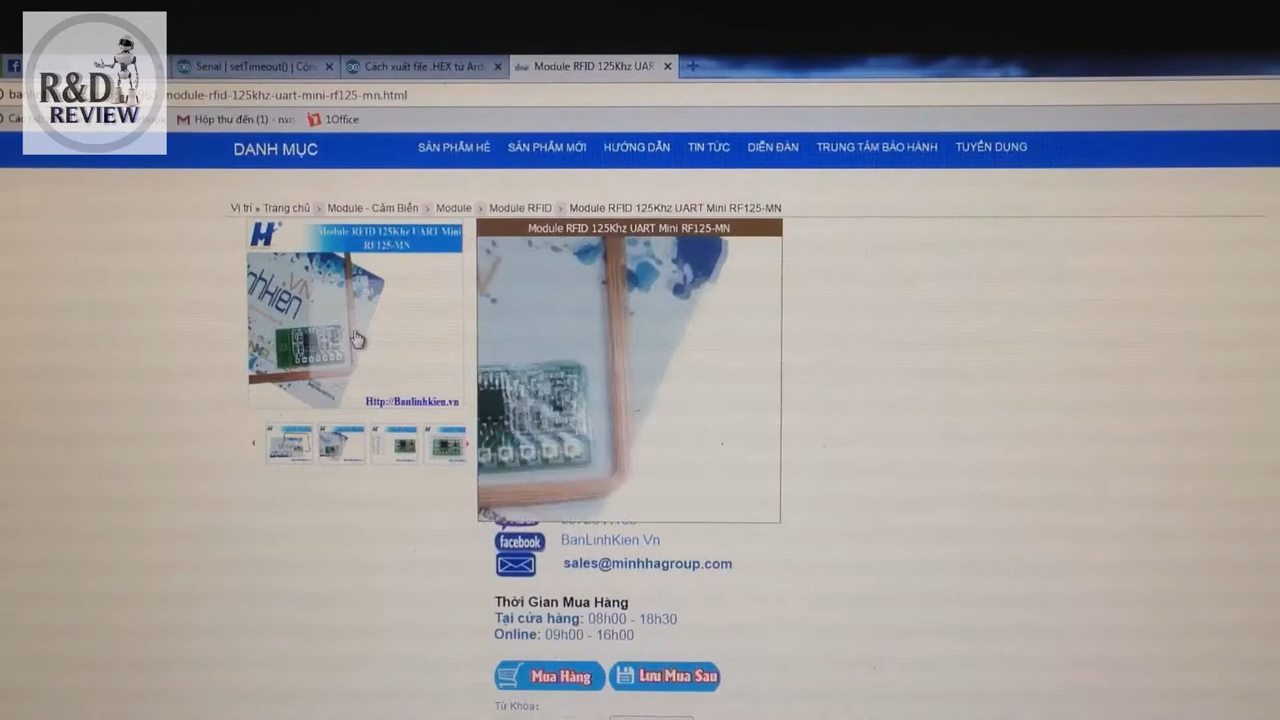 R&D
REVIEW
Serial | setTimeout() | Cộn
Cách xuất file .HEX từ Ard
Module RFID 125Khz UAR
module-rfid-125khz-uart-mini-rf125-mn.html
Hộp thư đến (1) - nxn
1Office
DANH MỤC
SẢN PHẨM HÈ
SẢN PHẨM MỚI
HƯỚNG DẪN
TIN TỨC
DIỄN ĐÀN
TRUNG TÂM BẢO HÀNH
TUYỂN DỤNG
Vị trí » Trang chủ > Module - Cảm Biến > Module > Module RFID > Module RFID 125Khz UART Mini RF125-MN
H
Module RFID 125Khz UART Mini
RF125-MN
Module RFID 125Khz UART Mini RF125-MN
Http://Banlinhkien.vn
facebook
BanLinhKien Vn
sales@minhhagroup.com
Thời Gian Mua Hàng
Tại cửa hàng: 08h00 - 18h30
Online: 09h00 - 16h00
Mua Hàng
Lưu Mua Sau
Từ Khóa: